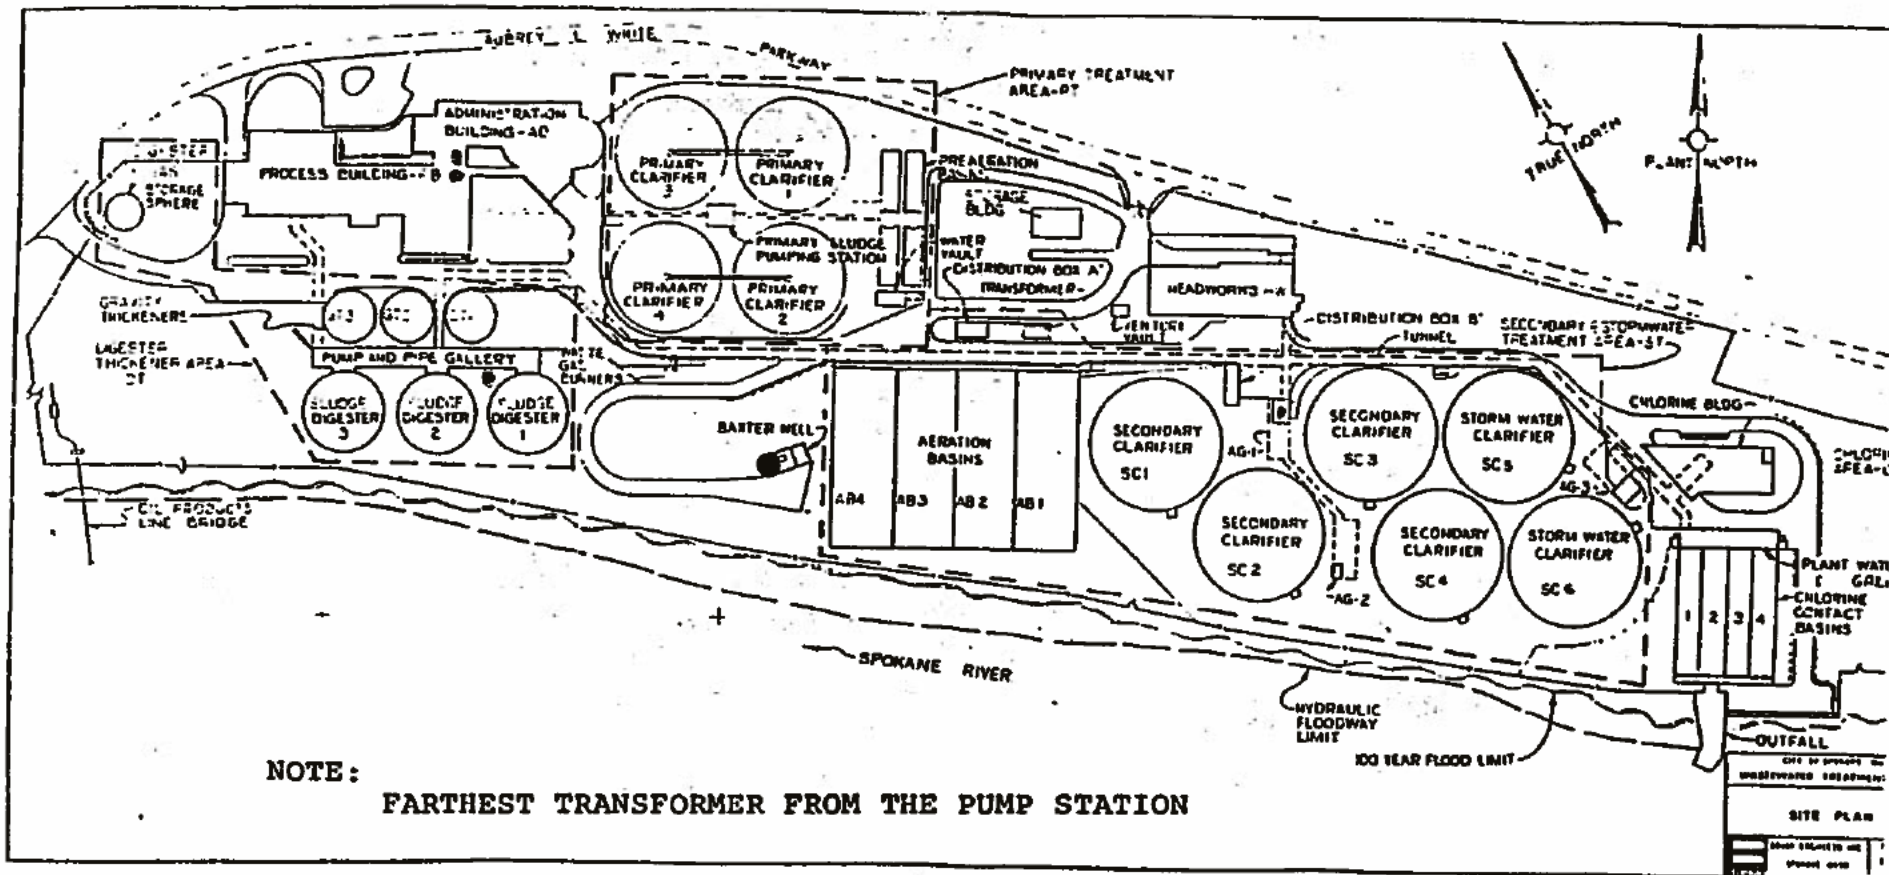 AUBREY L WHITE
PARKWAY
PRIMARY TREATMENT
AREA-PT
TRUE NORTH
PLANT NORTH
ADMINISTRATION
BUILDING-AD
STORAGE
SPHERE
PROCESS BUILDING-PB
PRIMARY
CLARIFIER
3
PRIMARY
CLARIFIER
1
PRIMARY
CLARIFIER
4
PRIMARY
CLARIFIER
2
PRIMARY SLUDGE
PUMPING STATION
PREAERATION
BLDG
WATER
VAULT
DISTRIBUTION BOX A"
TRANSFORMER-
VENTURI
VAULT
DISTRIBUTION BOX B"
TUNNEL
SECONDARY & STORMWATER
TREATMENT AREA-ST
GRAVITY
THICKENERS
DIGESTER
THICKENER AREA
DT
PUMP AND PIPE GALLERY
WASTE
GAS
BURNERS
SLUDGE
DIGESTER
3
SLUDGE
DIGESTER
2
SLUDGE
DIGESTER
1
BAXTER WELL
AERATION
BASINS
AB4
AB3
AB2
AB1
SECONDARY
CLARIFIER
SC1
SECONDARY
CLARIFIER
SC2
SECONDARY
CLARIFIER
SC3
SECONDARY
CLARIFIER
SC4
STORM WATER
CLARIFIER
SC5
STORM WATER
CLARIFIER
SC6
AG-1
AG-2
AG-3
CHLORINE BLDG
PLANT WATE
CHLORINE
CONTACT
BASINS
1
2
3
4
OIL PRODUCTS
LINE BRIDGE
SPOKANE RIVER
HYDRAULIC
FLOODWAY
LIMIT
100 YEAR FLOOD LIMIT
OUTFALL
SITE PLAN
NOTE:
FARTHEST TRANSFORMER FROM THE PUMP STATION